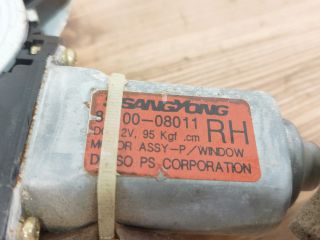 SSANGYONG
00-08011 RH
2V, 95 Kgf .cm
ASSY-P/WINDOW
PS CORPORATION